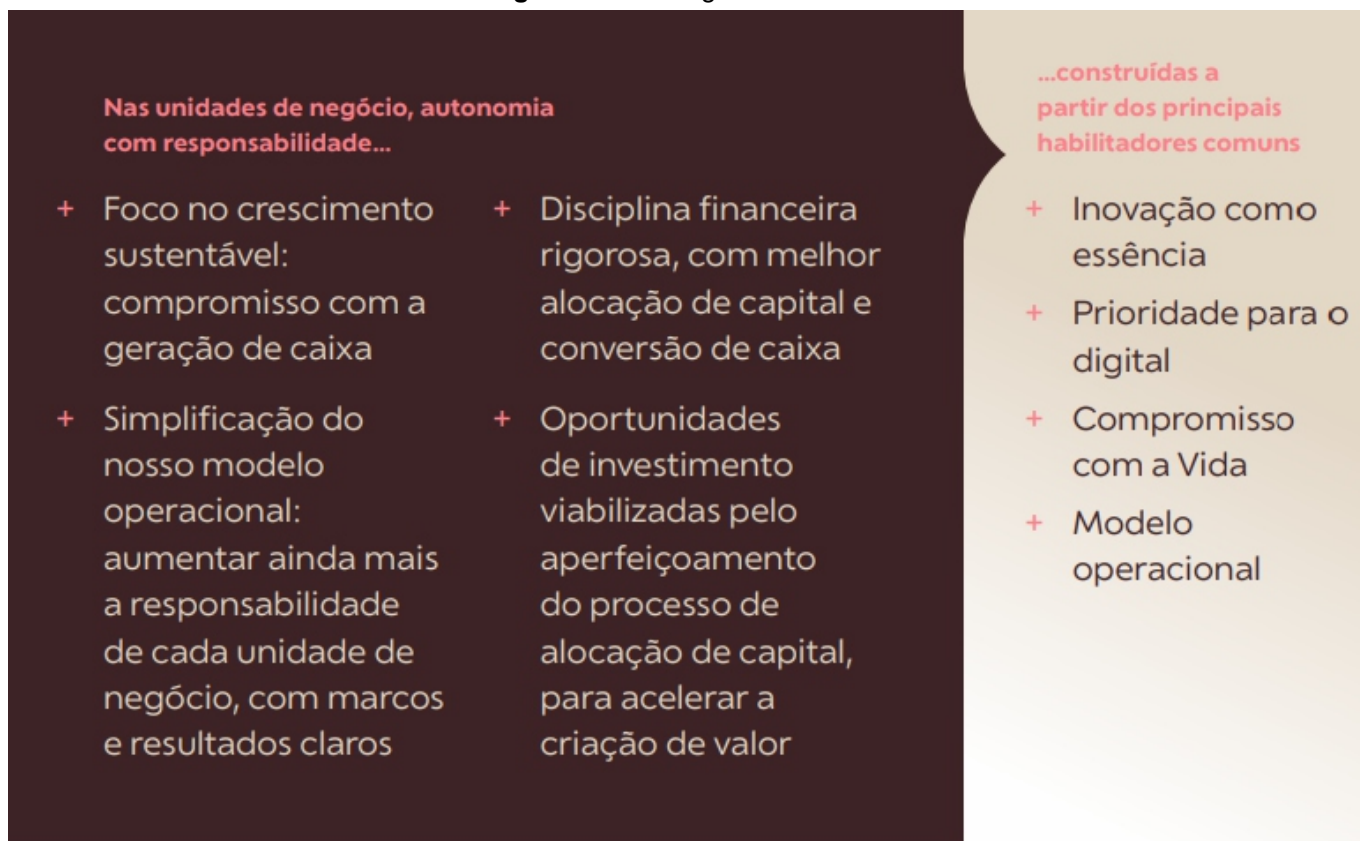 Nas unidades de negócio, autonomia
com responsabilidade...
+ Foco no crescimento
sustentável:
compromisso com a
geração de caixa
+ Simplificação do
nosso modelo
operacional:
aumentar ainda mais
a responsabilidade
de cada unidade de
negócio, com marcos
e resultados claros
+ Disciplina financeira
rigorosa, com melhor
alocação de capital e
conversão de caixa
+ Oportunidades
de investimento
viabilizadas pelo
aperfeiçoamento
do processo de
alocação de capital,
para acelerar a
criação de valor
...construídas a
partir dos principais
habilitadores comuns
+ Inovação como
essência
+ Prioridade para o
digital
+ Compromisso
com a Vida
+ Modelo
operacional